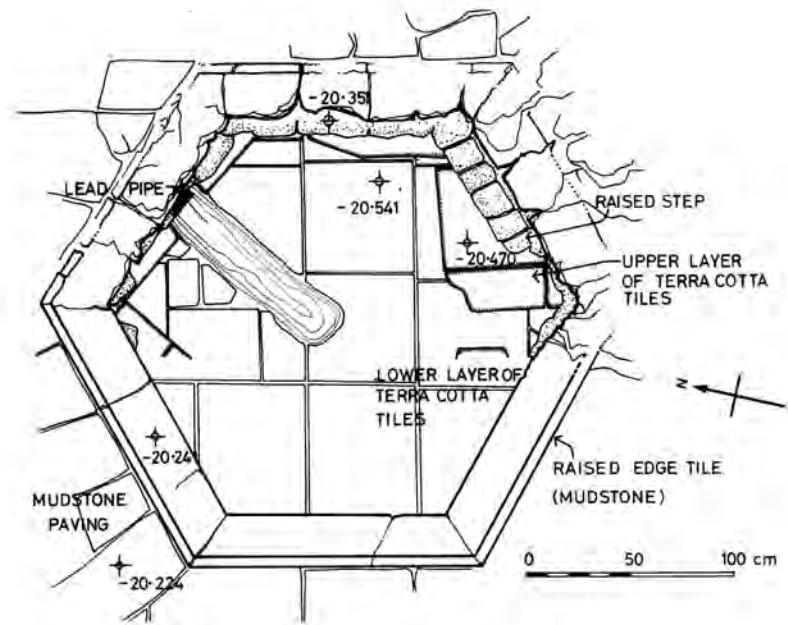 -20·351
LEAD PIPE
-20·541
RAISED STEP
-20·470
UPPER LAYER
OF TERRA COTTA
TILES
LOWER LAYER OF
TERRA COTTA
TILES
N
-20·241
RAISED EDGE TILE
(MUDSTONE)
MUDSTONE
PAVING
-20·224
0 50 100 cm